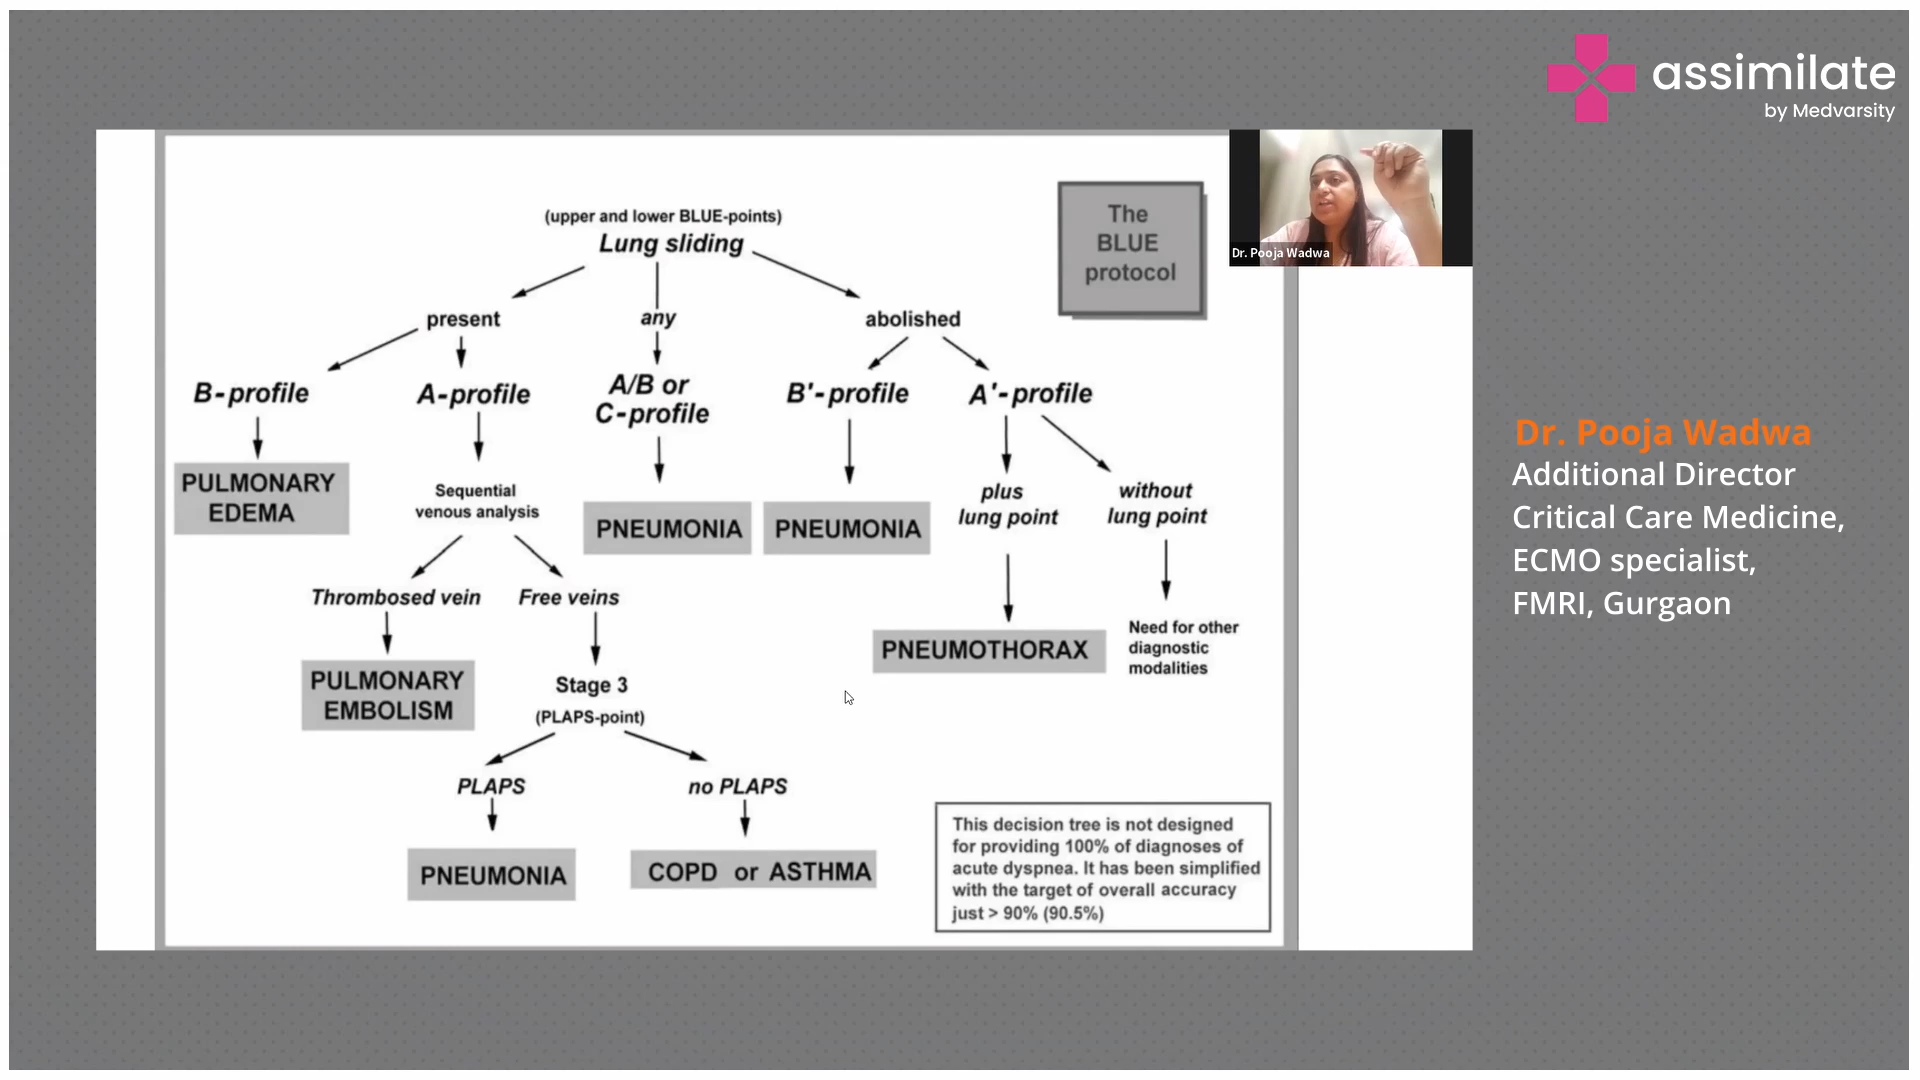 assimilate
by Medvarsity
Dr. Pooja Wadwa
The
BLUE
protocol
(upper and lower BLUE-points)
Lung sliding
present
any
abolished
B-profile
A-profile
A/B or
C-profile
B'-profile
A'-profile
PULMONARY
EDEMA
Sequential
venous analysis
PNEUMONIA
PNEUMONIA
plus
lung point
without
lung point
Thrombosed vein
Free veins
PULMONARY
EMBOLISM
Stage 3
(PLAPS-point)
PNEUMOTHORAX
Need for other
diagnostic
modalities
PLAPS
no PLAPS
PNEUMONIA
COPD or ASTHMA
This decision tree is not designed
for providing 100% of diagnoses of
acute dyspnea. It has been simplified
with the target of overall accuracy
just > 90% (90.5%)
Dr. Pooja Wadwa
Additional Director
Critical Care Medicine,
ECMO specialist,
FMRI, Gurgaon